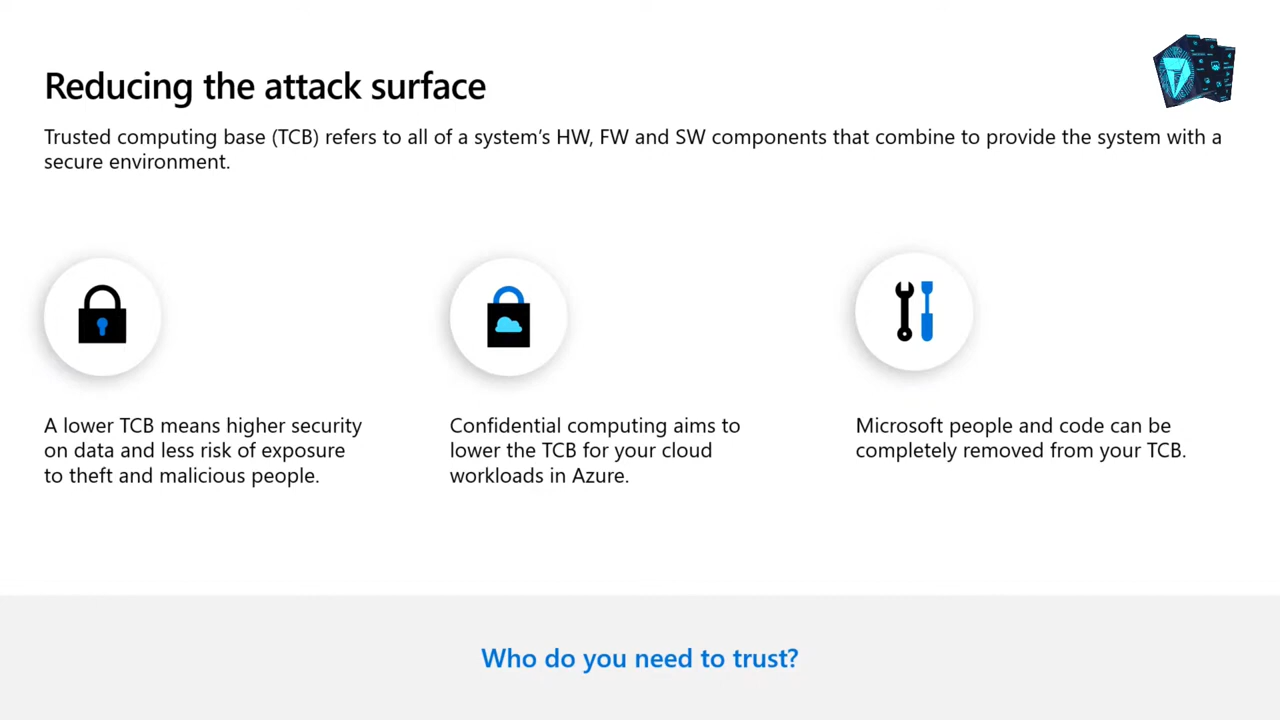 Reducing the attack surface
Trusted computing base (TCB) refers to all of a system's HW, FW and SW components that combine to provide the system with a
secure environment.
A lower TCB means higher security
on data and less risk of exposure
to theft and malicious people.
Confidential computing aims to
lower the TCB for your cloud
workloads in Azure.
Microsoft people and code can be
completely removed from your TCB.
Who do you need to trust?